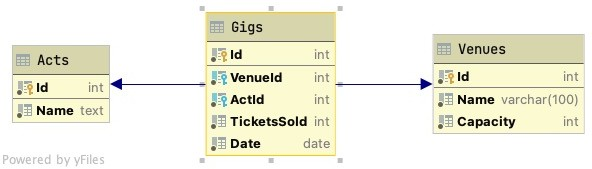 Acts
Id int
Name text
Gigs
Id int
VenueId int
ActId int
TicketsSold int
Date date
Venues
Id int
Name varchar(100)
Capacity int
Powered by yFiles